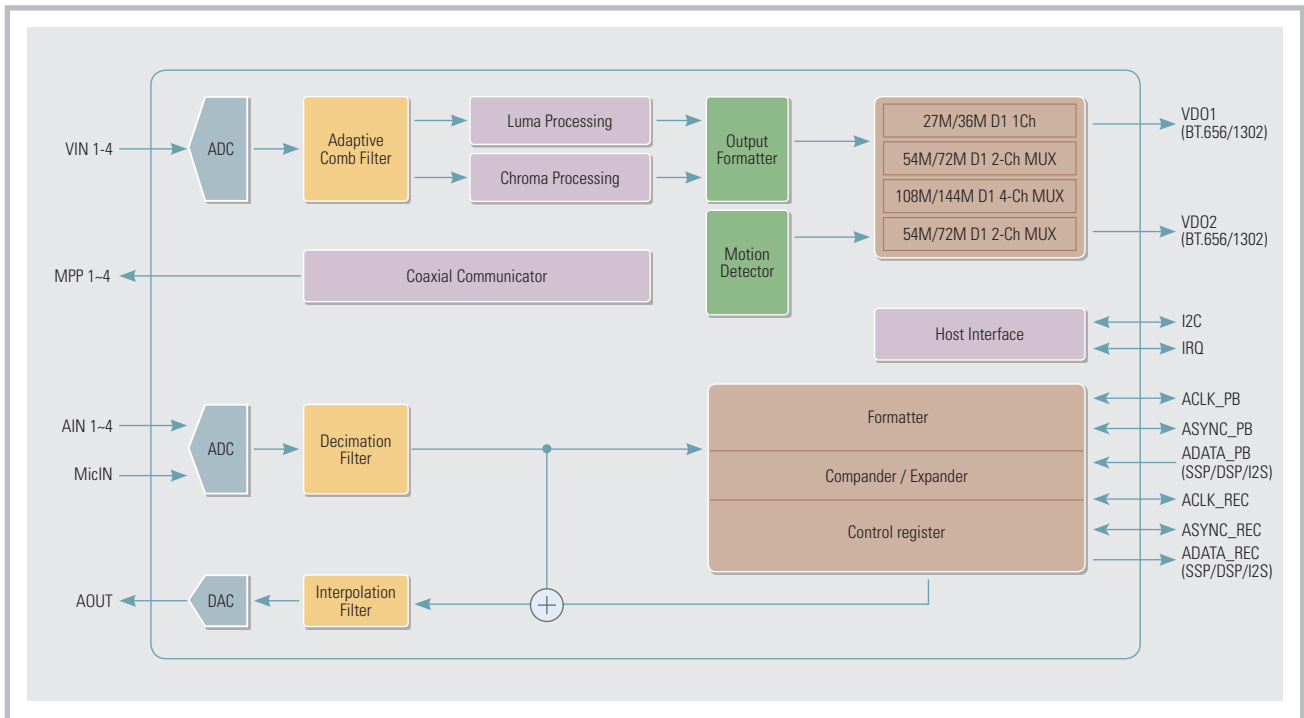 VIN 1-4
ADC
Adaptive
Comb Filter
Luma Processing
Chroma Processing
Output
Formatter
Motion
Detector
27M/36M D1 1Ch
54M/72M D1 2-Ch MUX
108M/144M D1 4-Ch MUX
54M/72M D1 2-Ch MUX
VDO1
(BT.656/1302)
VDO2
(BT.656/1302)
MPP 1~4
Coaxial Communicator
Host Interface
I2C
IRQ
AIN 1~4
MicIN
ADC
Decimation
Filter
Formatter
Compander / Expander
Control register
ACLK_PB
ASYNC_PB
ADATA_PB
(SSP/DSP/I2S)
ACLK_REC
ASYNC_REC
ADATA_REC
(SSP/DSP/I2S)
AOUT
DAC
Interpolation
Filter
+